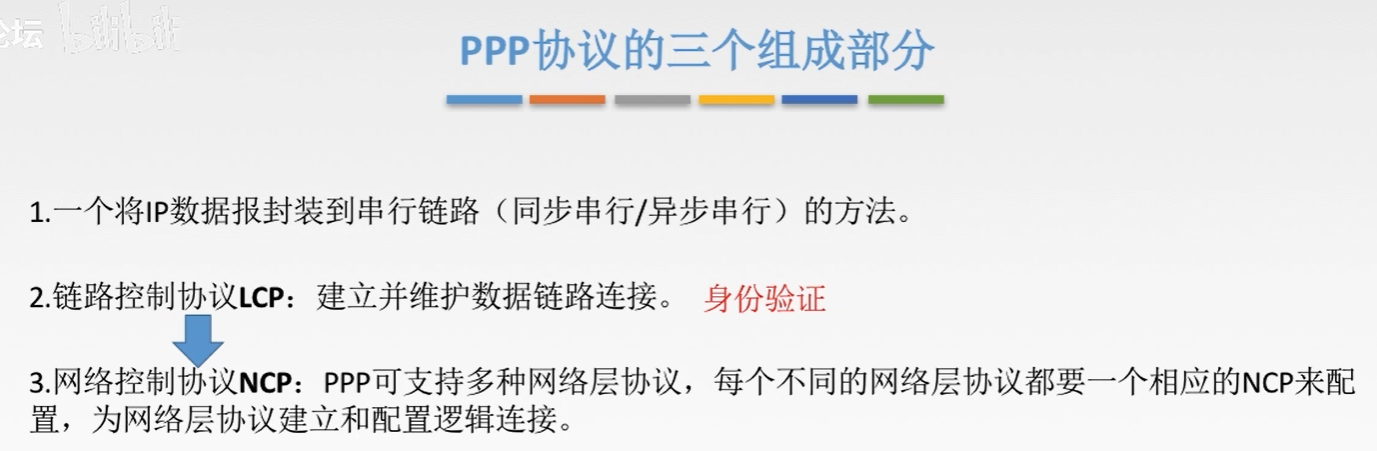 坛 bilibili
PPP协议的三个组成部分
1.一个将IP数据报封装到串行链路（同步串行/异步串行）的方法。
2.链路控制协议LCP：建立并维护数据链路连接。 身份验证
3.网络控制协议NCP：PPP可支持多种网络层协议，每个不同的网络层协议都要一个相应的NCP来配
置，为网络层协议建立和配置逻辑连接。